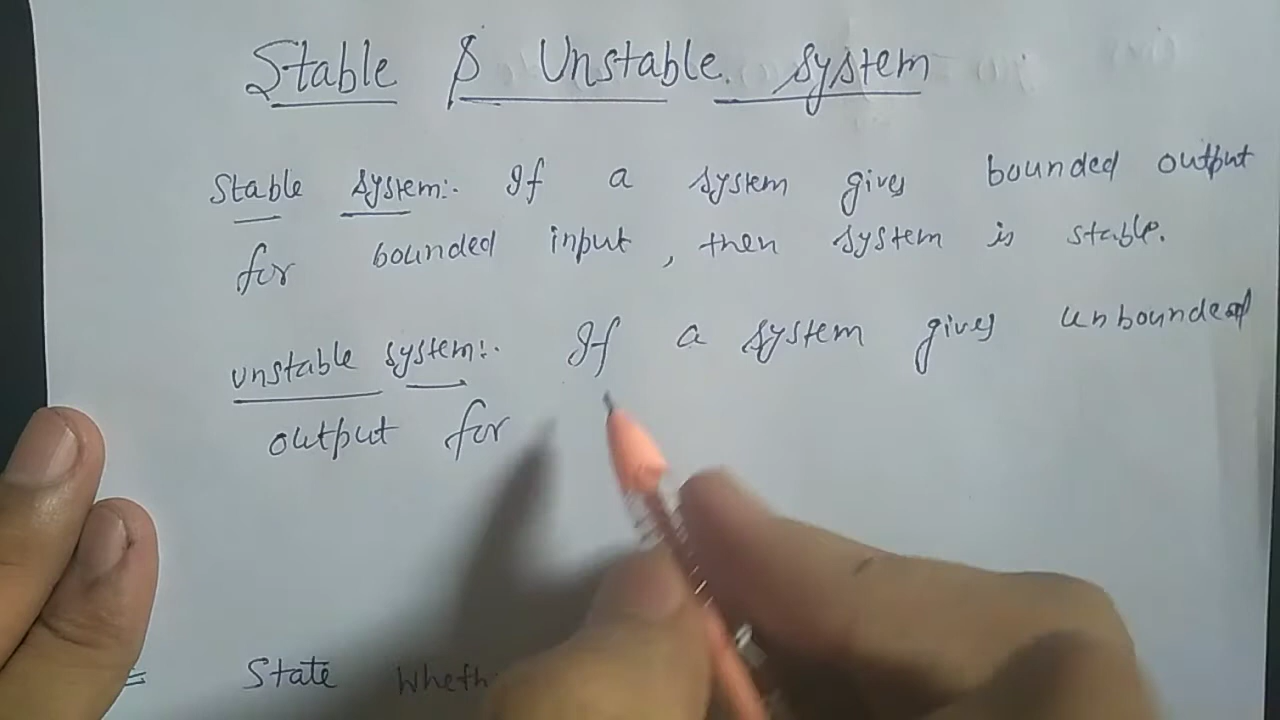 Stable & Unstable system
Stable system:- If a system gives bounded output
for bounded input, then system is stable.
unstable system:- If a system gives unbounded
output for
= State wheth